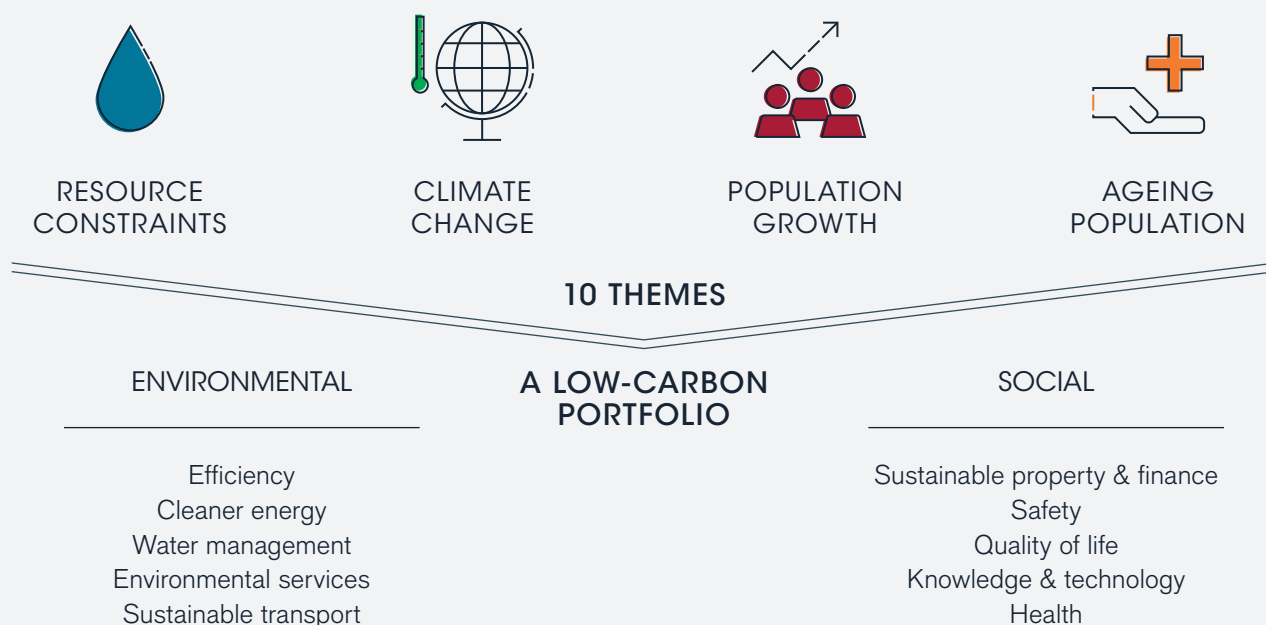 RESOURCE
CONSTRAINTS
CLIMATE
CHANGE
POPULATION
GROWTH
AGEING
POPULATION
10 THEMES
ENVIRONMENTAL
Efficiency
Cleaner energy
Water management
Environmental services
Sustainable transport
A LOW-CARBON
PORTFOLIO
SOCIAL
Sustainable property & finance
Safety
Quality of life
Knowledge & technology
Health